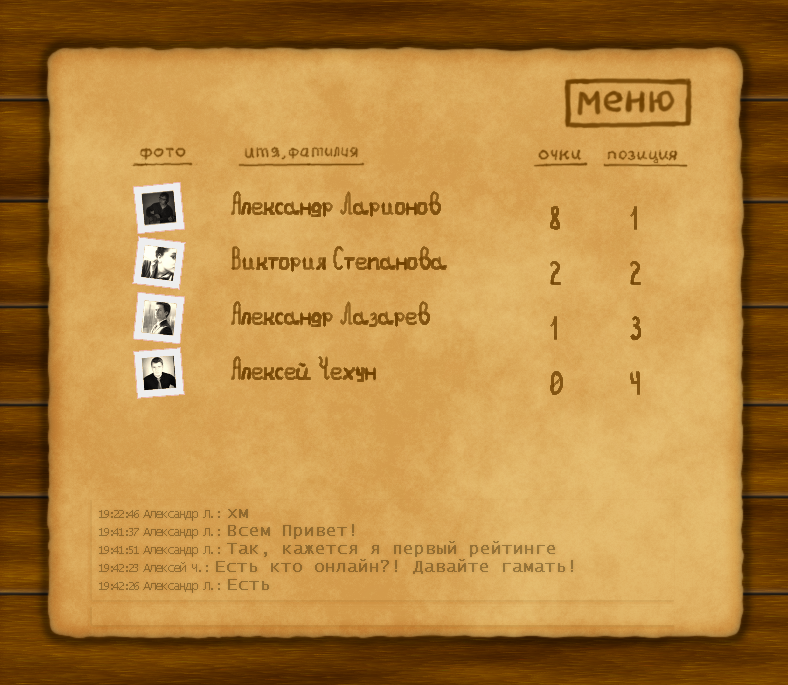 меню
фото имя,фамилия очки позиция
Александр Ларионов 8 1
Виктория Степанова 2 2
Александр Лазарев 1 3
Алексей Чехун 0 4
19:22:46 Александр Л.: хм
19:41:37 Александр Л.: Всем Привет!
19:41:51 Александр Л.: Так, кажется я первый рейтинге
19:42:23 Алексей Ч.: Есть кто онлайн?! Давайте гамать!
19:42:26 Александр Л.: Есть